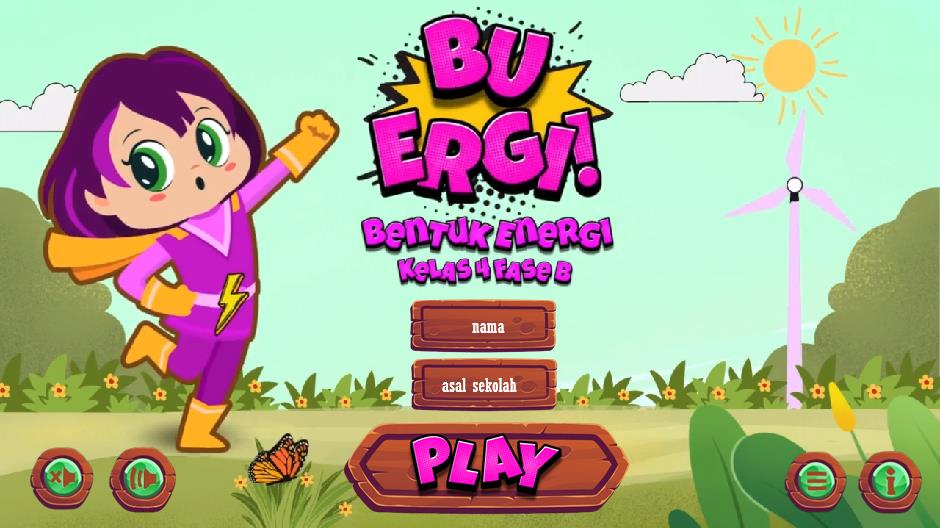 BU
ERGI!
BENTUK ENERGI
KELAS 4 FASE B
nama
asal sekolah
PLAY